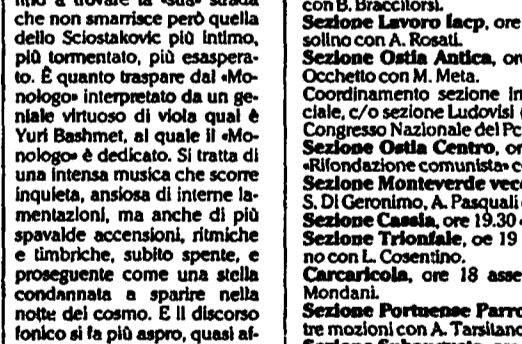 che non smarrisce però quella
dello Sciostakovic più intimo,
più tormentato, più esaspera-
to. È quanto traspare dal «Mo-
nologo» interpretato da un ge-
niale virtuoso di viola qual è
Yuri Bashmet, al quale il «Mo-
nologo» è dedicato. Si tratta di
una intensa musica che scorre
inquieta, ansiosa di interne la-
mentazioni, ma anche di più
spavalde accensioni, ritmiche
e timbriche, subito spente, e
proseguente come una stella
condannata a sparire nella
notte del cosmo. E il discorso
fonico si fa più aspro, quasi af-
con B. Braccitorsi.
Sezione Lavoro Iacp, ore
solino con A. Rosati.
Sezione Ostia Antica, ore
Occhetto con M. Meta.
Coordinamento sezione in
ciale, c/o sezione Ludovisi
Congresso Nazionale del Pc
Sezione Ostia Centro, or
«Rifondazione comunista» c
Sezione Monteverde vecc
S. Di Geronimo, A. Pasquali
Sezione Cassia, ore 19.30
Sezione Trionfale, oe 19
no con L. Cosentino.
Carcaricola, ore 18 asse
Mondani.
Sezione Portuense Parro
tre mozioni con A. Tarsitano